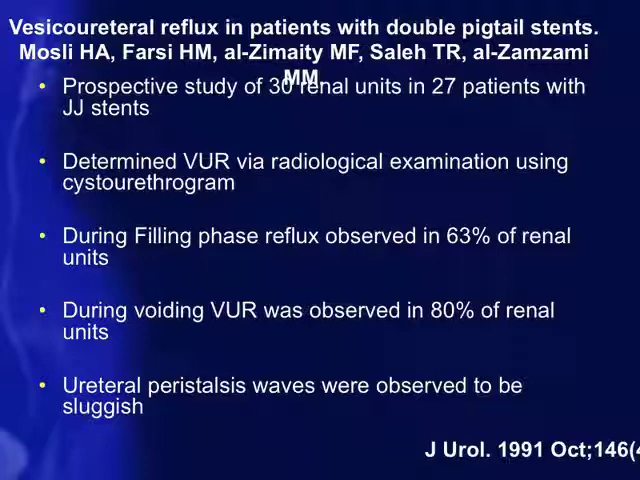 Vesicoureteral reflux in patients with double pigtail stents.
Mosli HA, Farsi HM, al-Zimaity MF, Saleh TR, al-Zamzami
MM.
• Prospective study of 30 renal units in 27 patients with
JJ stents
• Determined VUR via radiological examination using
cystourethrogram
• During Filling phase reflux observed in 63% of renal
units
• During voiding VUR was observed in 80% of renal
units
• Ureteral peristalsis waves were observed to be
sluggish
J Urol. 1991 Oct;146(4